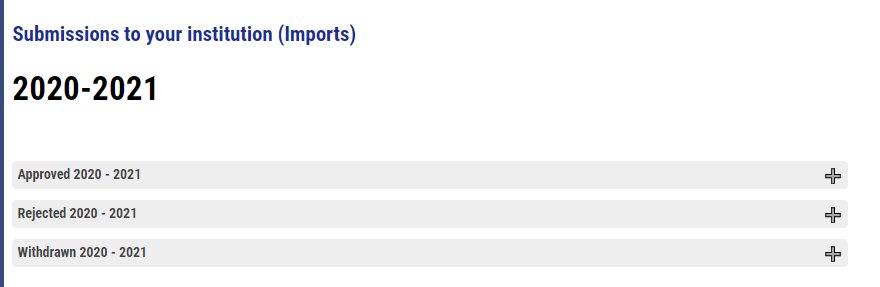 Submissions to your institution (Imports)
2020-2021
Approved 2020 - 2021
Rejected 2020 - 2021
Withdrawn 2020 - 2021